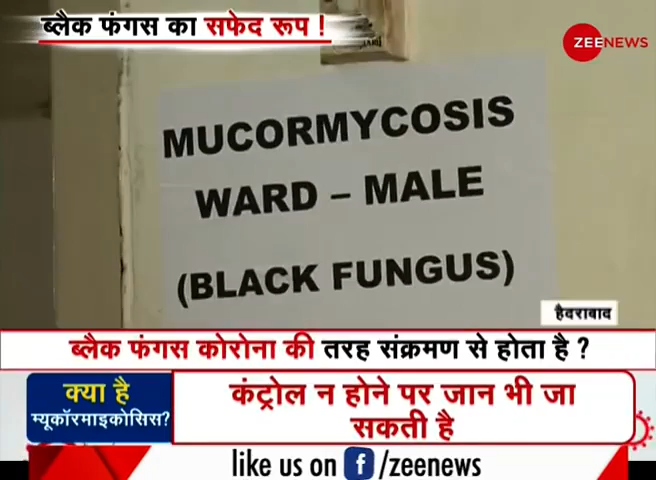 ब्लैक फंगस का सफेद रूप !
ZEENEWS
MUCORMYCOSIS
WARD – MALE
(BLACK FUNGUS)
हैदराबाद
ब्लैक फंगस कोरोना की तरह संक्रमण से होता है ?
क्या है
म्यूकॉरमाइकोसिस?
कंट्रोल न होने पर जान भी जा
सकती है
like us on f/zeenews